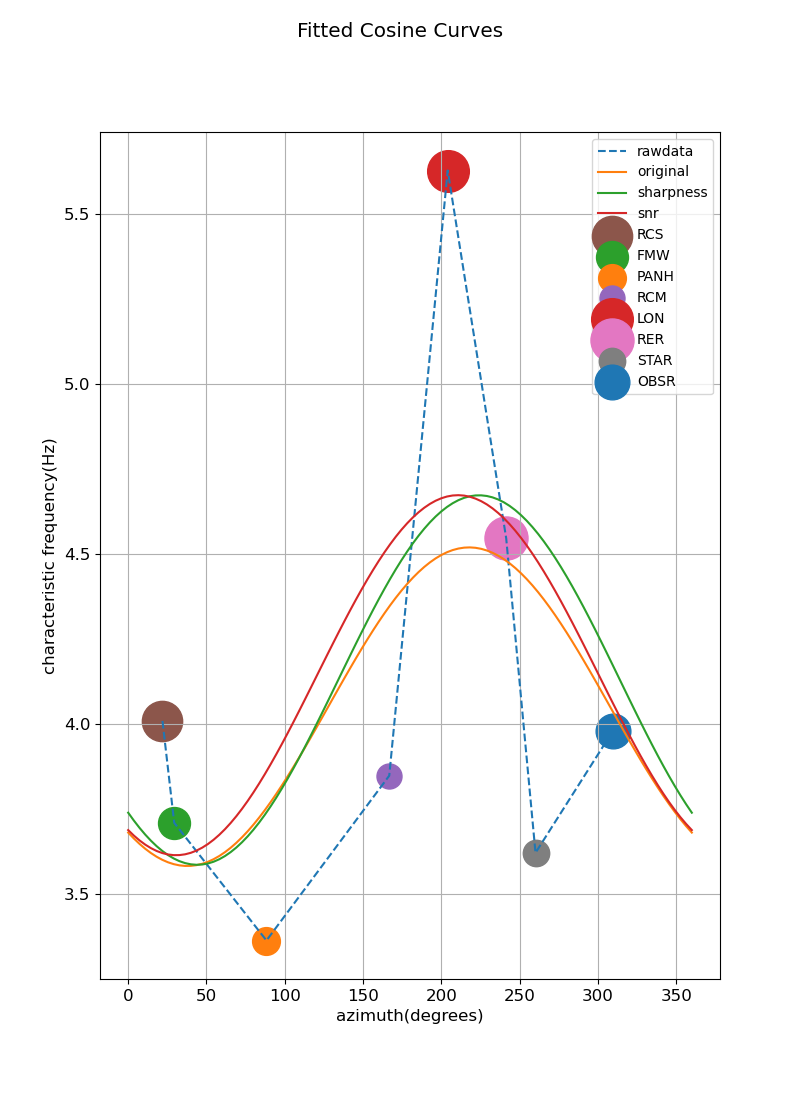 Fitted Cosine Curves
rawdata
original
sharpness
snr
RCS
FMW
PANH
RCM
LON
RER
STAR
OBSR
characteristic frequency(Hz)
5.5
5.0
4.5
4.0
3.5
0 50 100 150 200 250 300 350
azimuth(degrees)